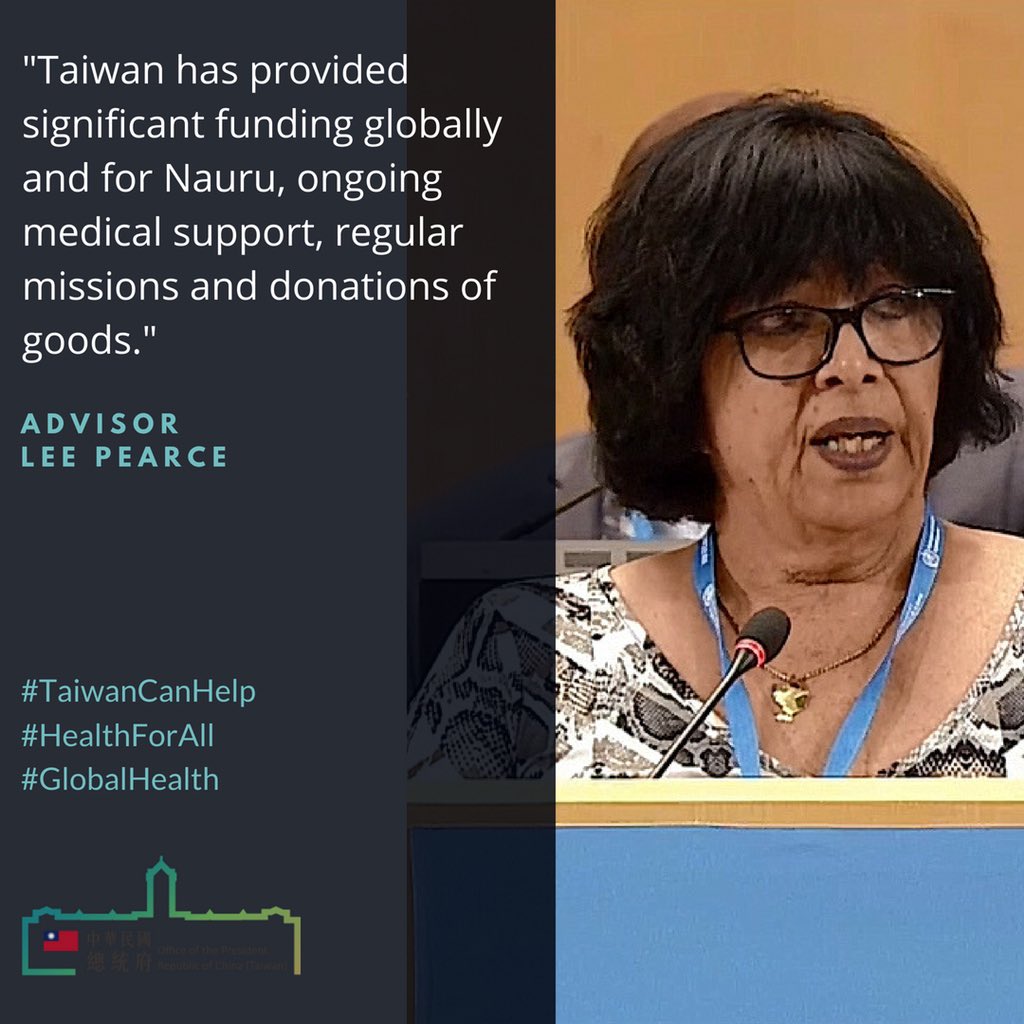 "Taiwan has provided
significant funding globally
and for Nauru, ongoing
medical support, regular
missions and donations of
goods."
ADVISOR
LEE PEARCE
#TaiwanCanHelp
#HealthForAll
#GlobalHealth
中華民國
總統府
Office of the President
Republic of China (Taiwan)